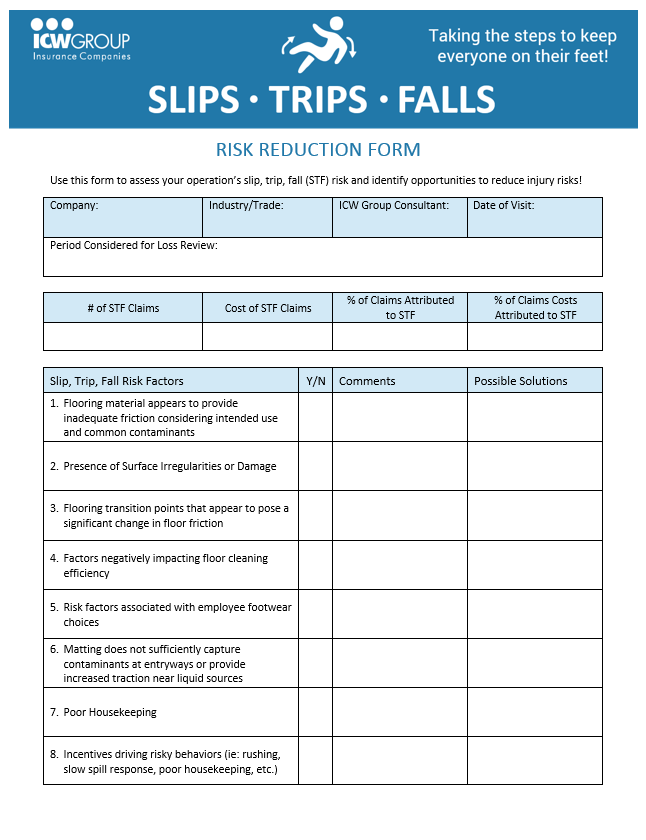 ICWGROUP
Insurance Companies
Taking the steps to keep
everyone on their feet!
SLIPS · TRIPS · FALLS
RISK REDUCTION FORM
Use this form to assess your operation's slip, trip, fall (STF) risk and identify opportunities to reduce injury risks!
Company: Industry/Trade: ICW Group Consultant: Date of Visit:
Period Considered for Loss Review:
# of STF Claims
Cost of STF Claims
% of Claims Attributed
to STF
% of Claims Costs
Attributed to STF
Slip, Trip, Fall Risk Factors Y/N Comments Possible Solutions
1. Flooring material appears to provide
inadequate friction considering intended use
and common contaminants
2. Presence of Surface Irregularities or Damage
3. Flooring transition points that appear to pose a
significant change in floor friction
4. Factors negatively impacting floor cleaning
efficiency
5. Risk factors associated with employee footwear
choices
6. Matting does not sufficiently capture
contaminants at entryways or provide
increased traction near liquid sources
7. Poor Housekeeping
8. Incentives driving risky behaviors (ie: rushing,
slow spill response, poor housekeeping, etc.)